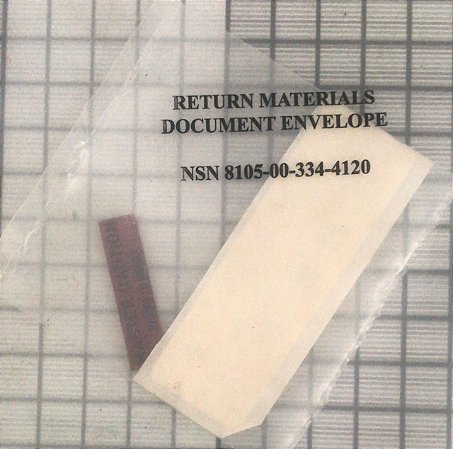 RETURN MATERIALS
DOCUMENT ENVELOPE
NSN 8105-00-334-4120